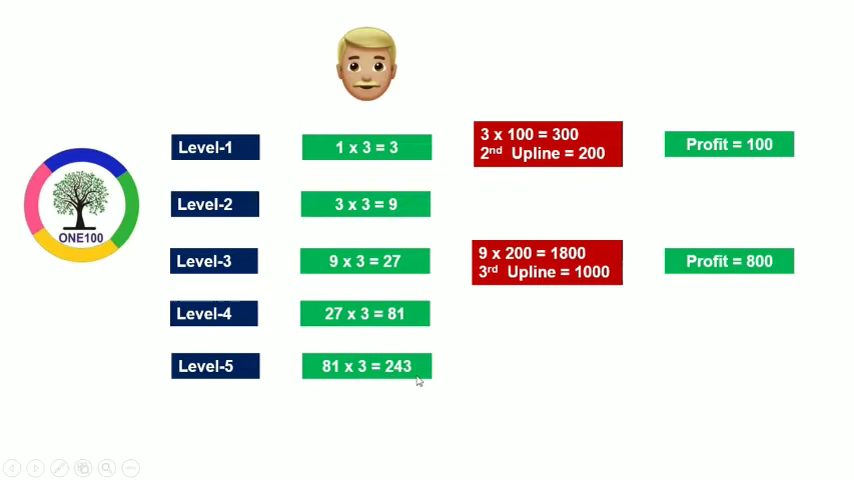 Level-1
1 x 3 = 3
3 x 100 = 300
2nd Upline = 200
Profit = 100
Level-2
3 x 3 = 9
ONE100
Level-3
9 x 3 = 27
9 x 200 = 1800
3rd Upline = 1000
Profit = 800
Level-4
27 x 3 = 81
Level-5
81 x 3 = 243